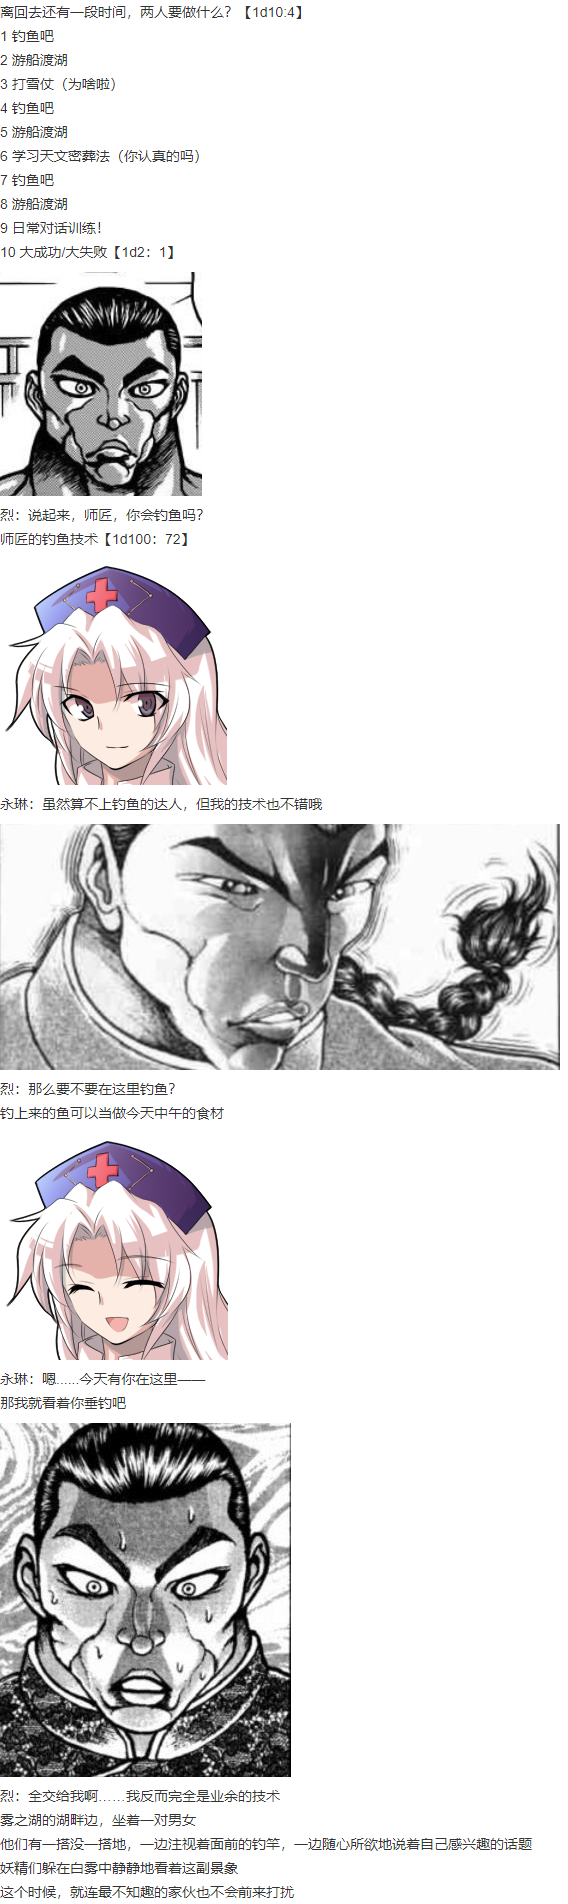 离回去还有一段时间，两人要做什么？【1d10:4】
1 钓鱼吧
2 游船渡湖
3 打雪仗（为啥啦）
4 钓鱼吧
5 游船渡湖
6 学习天文密葬法（你认真的吗）
7 钓鱼吧
8 游船渡湖
9 日常对话训练！
10 大成功/大失败【1d2：1】
烈：说起来，师匠，你会钓鱼吗？
师匠的钓鱼技术【1d100：72】
永琳：虽然算不上钓鱼的达人，但我的技术也不错哦
烈：那么要不要在这里钓鱼？
钓上来的鱼可以当做今天中午的食材
永琳：嗯......今天有你在这里——
那我就看着你垂钓吧
烈：全交给我啊……我反而完全是业余的技术
雾之湖的湖畔边，坐着一对男女
他们有一搭没一搭地，一边注视着面前的钓竿，一边随心所欲地说着自己感兴趣的话题
妖精们躲在白雾中静静地看着这副景象
这个时候，就连最不知趣的家伙也不会前来打扰